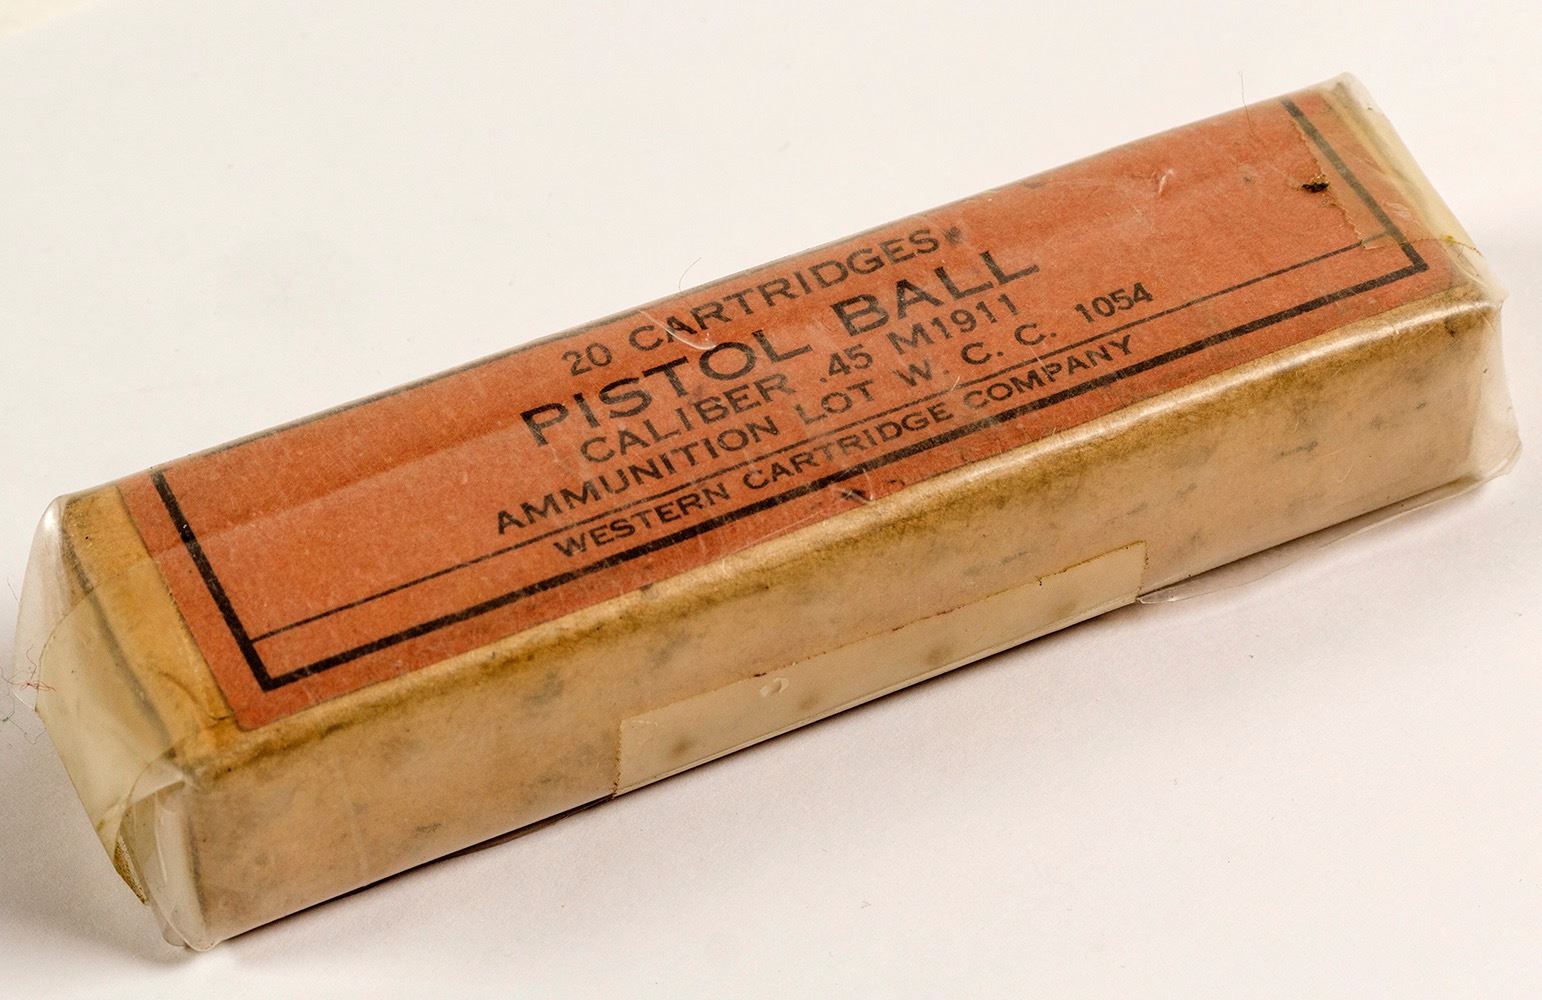 20 CARTRIDGES
PISTOL BALL
CALIBER .45 M1911
AMMUNITION LOT W. C. C. 1054
WESTERN CARTRIDGE COMPANY